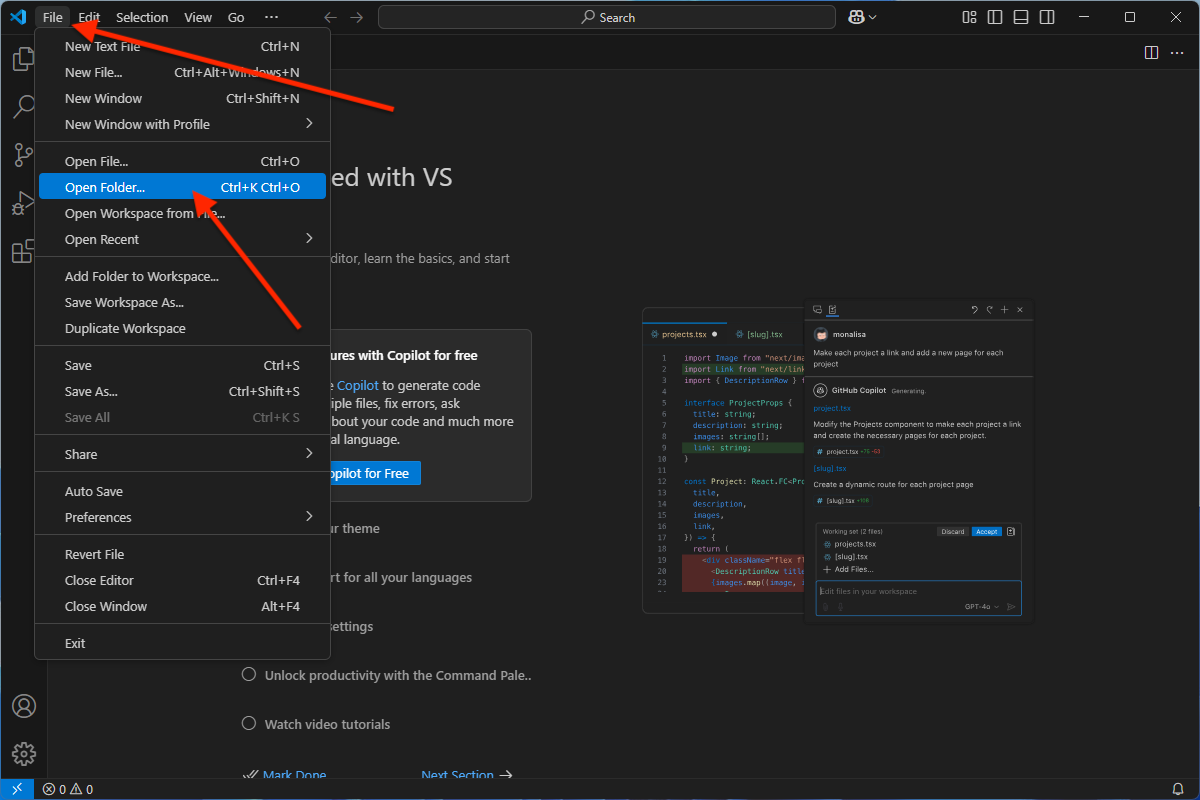 File Edit Selection View Go ···
Search
New Text File Ctrl+N
New File... Ctrl+Alt+Windows+N
New Window Ctrl+Shift+N
New Window with Profile
Open File... Ctrl+O
Open Folder... Ctrl+K Ctrl+O
Open Workspace from File...
Open Recent
Add Folder to Workspace...
Save Workspace As...
Duplicate Workspace
Save Ctrl+S
Save As... Ctrl+Shift+S
Save All Ctrl+K S
Share
Auto Save
Preferences
Revert File
Close Editor Ctrl+F4
Close Window Alt+F4
Exit
ed with VS
ditor, learn the basics, and start
ures with Copilot for free
Copilot to generate code
iple files, fix errors, ask
bout your code and much more
al language.
opilot for Free
ur theme
rt for all your languages
settings
Unlock productivity with the Command Pale..
Watch video tutorials
Mark Done Next Section →
projects.tsx [slug].tsx
1 import Image from "next/ima
2 import Link from "next/link
3 import { DescriptionRow } f
4
5 interface ProjectProps {
6 title: string;
7 description: string;
8 images: string[];
9 link: string;
10 }
11
12 const Project: React.FC<Pro
13 title,
14 description,
15 images,
16 link,
17 }) => {
18 return (
19 <div className="flex fl
20 <DescriptionRow title
23 {images.map((image, i
monalisa
Make each project a link and add a new page for each
project
GitHub Copilot Generating.
project.tsx
Modify the Projects component to make each project a link
and create the necessary pages for each project.
# project.tsx +76 -63
[slug].tsx
Create a dynamic route for each project page
# [slug].tsx +108
Working set (2 files) Discard Accept
projects.tsx
[slug].tsx
+ Add Files...
Edit files in your workspace
GPT-4o
0 0